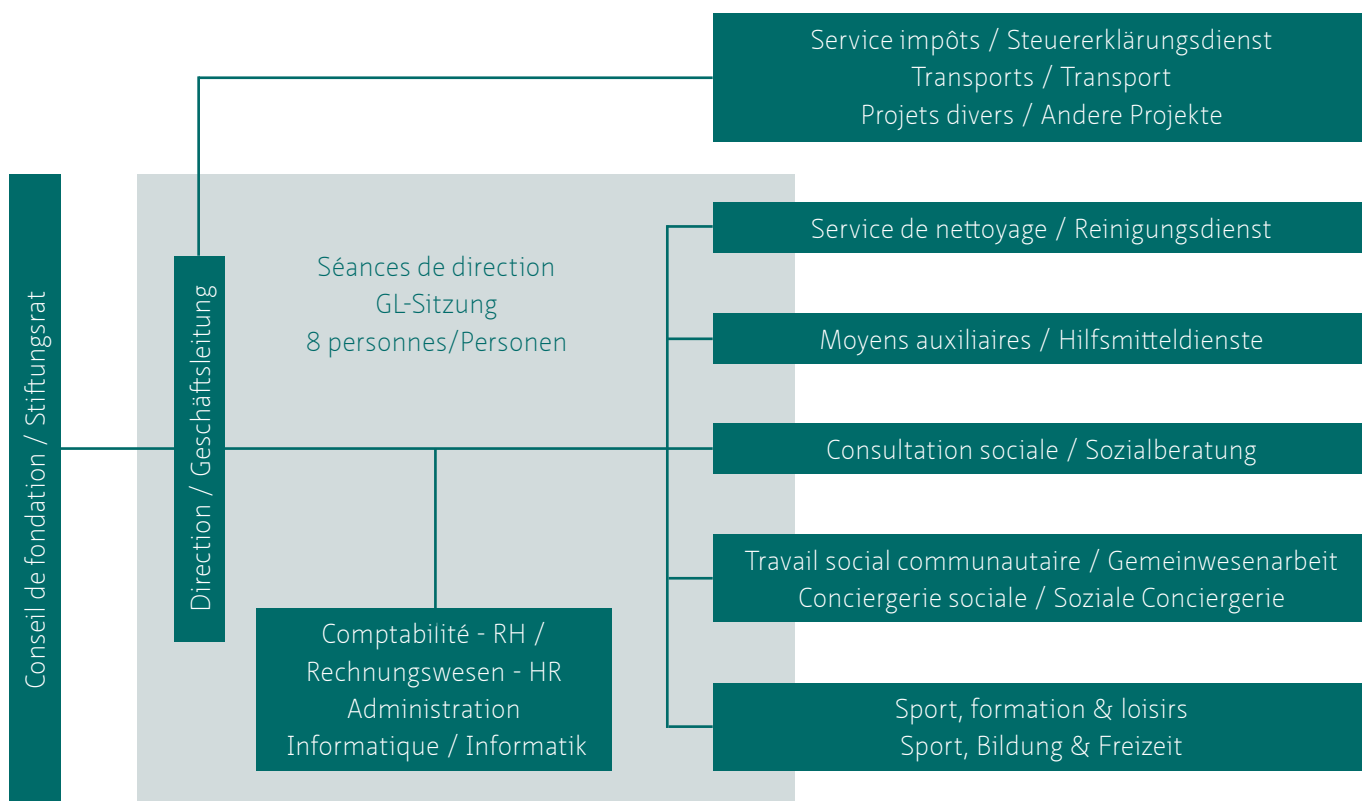 Service impôts / Steuererklärungsdienst
Transports / Transport
Projets divers / Andere Projekte
Conseil de fondation / Stiftungsrat
Direction / Geschäftsleitung
Séances de direction
GL-Sitzung
8 personnes/Personen
Service de nettoyage / Reinigungsdienst
Moyens auxiliaires / Hilfsmitteldienste
Consultation sociale / Sozialberatung
Travail social communautaire / Gemeinwesenarbeit
Conciergerie sociale / Soziale Conciergerie
Comptabilité - RH /
Rechnungswesen - HR
Administration
Informatique / Informatik
Sport, formation & loisirs
Sport, Bildung & Freizeit